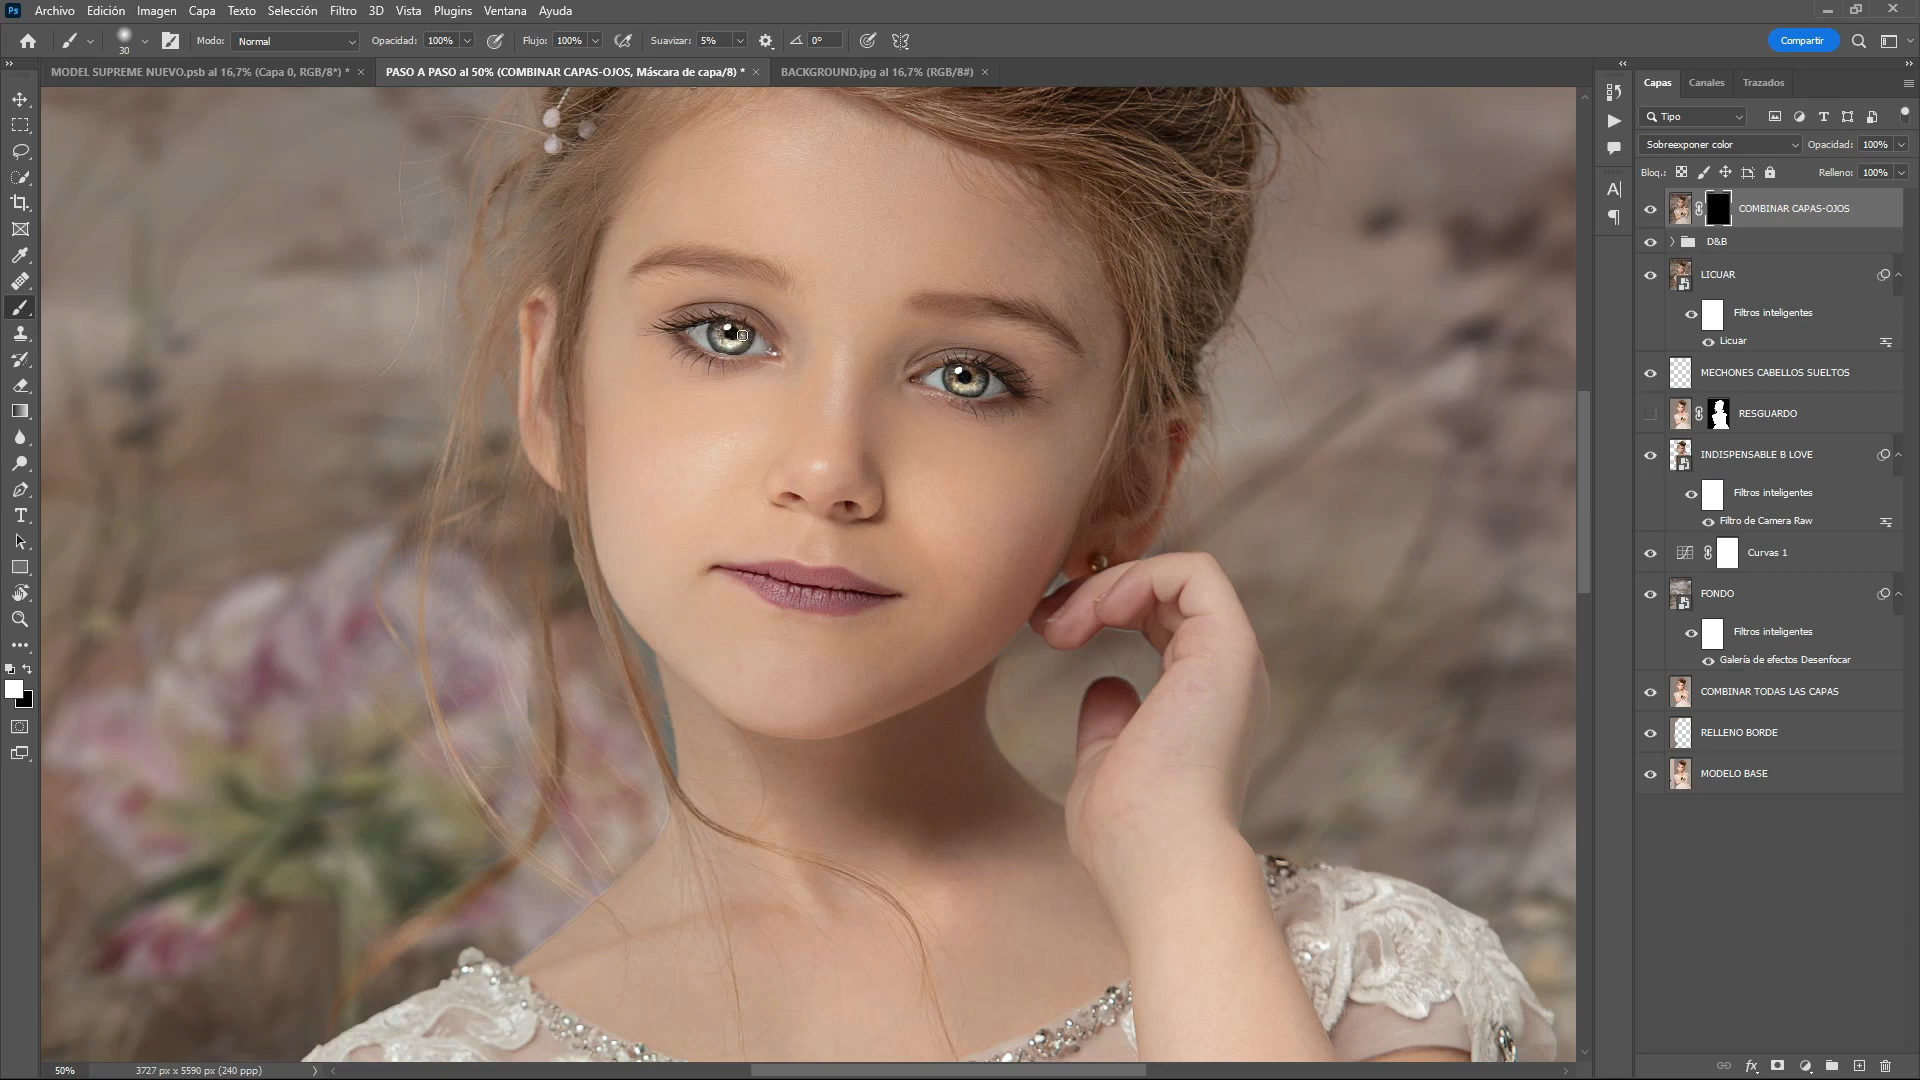 Ps Archivo Edición Imagen Capa Texto Selección Filtro 3D Vista Plugins Ventana Ayuda
30 Modo: Normal Opacidad: 100% Flujo: 100% Suavizar: 5% 0° Compartir
MODEL SUPREME NUEVO.psb al 16,7% (Capa 0, RGB/8*) * × PASO A PASO al 50% (COMBINAR CAPAS-OJOS, Máscara de capa/8) * × BACKGROUND.jpg al 16,7% (RGB/8#) ×
Capas Canales Trazados
Tipo
Sobreexponer color Opacidad: 100%
Bloq.: Relleno: 100%
COMBINAR CAPAS-OJOS
D&B
LICUAR
Filtros inteligentes
Licuar
MECHONES CABELLOS SUELTOS
RESGUARDO
INDISPENSABLE B LOVE
Filtros inteligentes
Filtro de Camera Raw
Curvas 1
FONDO
Filtros inteligentes
Galería de efectos Desenfocar
COMBINAR TODAS LAS CAPAS
RELLENO BORDE
MODELO BASE
50% 3727 px x 5590 px (240 ppp)